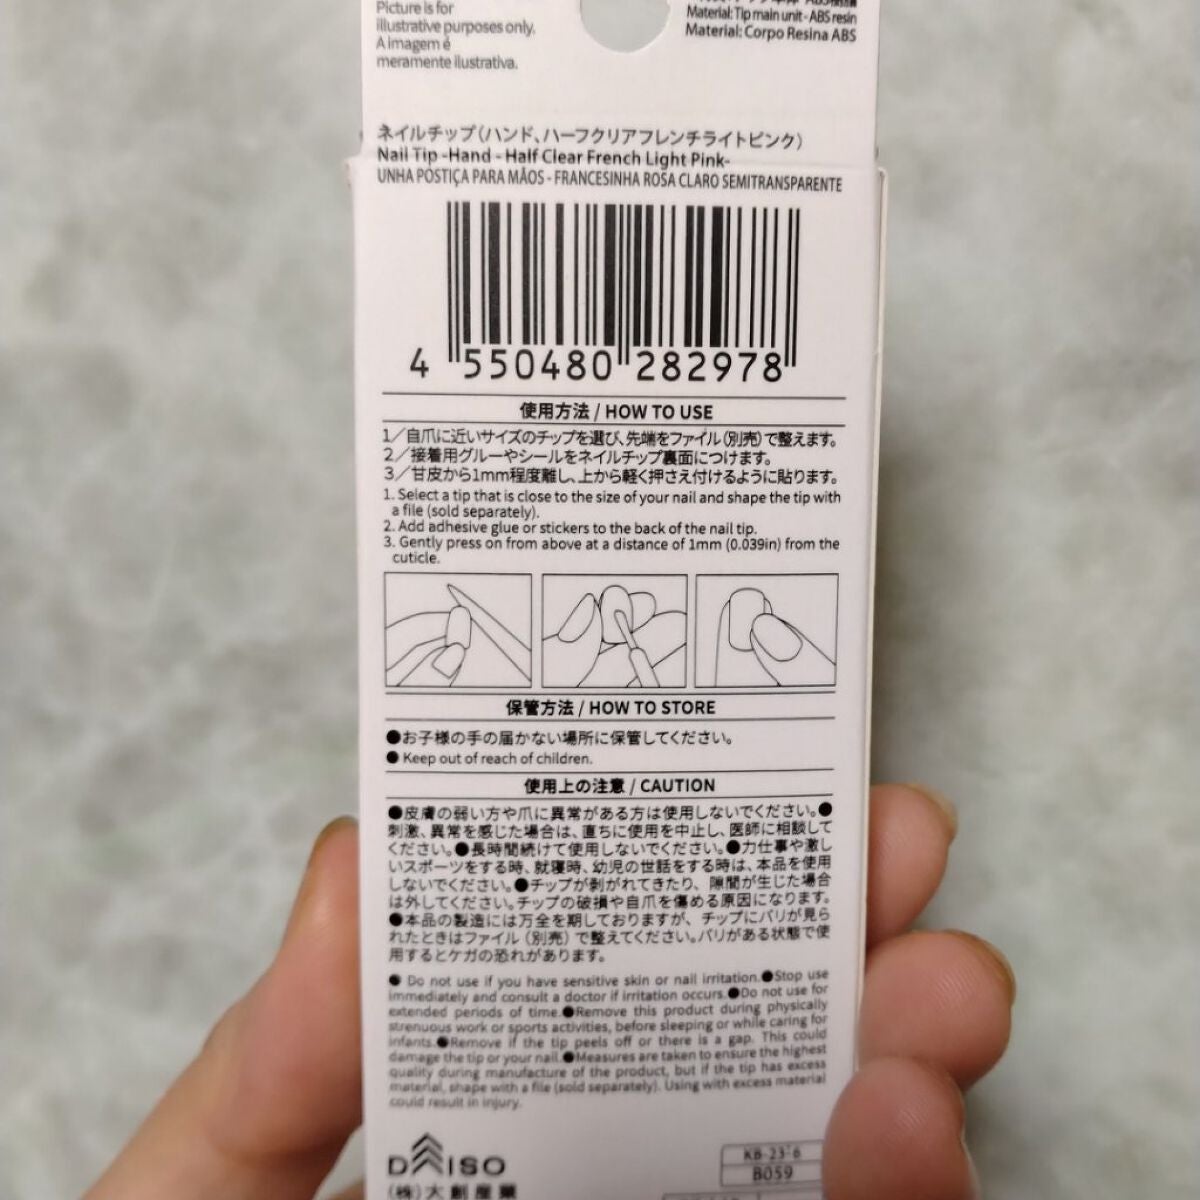 Picture is for
illustrative purposes only.
A imagem é
meramente ilustrativa.
Material: Tip main unit - ABS resin
Material: Corpo Resina ABS
ネイルチップ(ハンド、ハーフクリアフレンチライトピンク)
Nail Tip -Hand - Half Clear French Light Pink-
UNHA POSTIÇA PARA MÃOS - FRANCESINHA ROSA CLARO SEMITRANSPARENTE
4 550480 282978
使用方法 / HOW TO USE
1/自爪に近いサイズのチップを選び、先端をファイル(別売)で整えます。
2/接着用グルーやシールをネイルチップ裏面につけます。
3/甘皮から1mm程度離し、上から軽く押さえ付けるように貼ります。
1. Select a tip that is close to the size of your nail and shape the tip with
a file (sold separately).
2. Add adhesive glue or stickers to the back of the nail tip.
3. Gently press on from above at a distance of 1mm (0.039in) from the
cuticle.
保管方法 / HOW TO STORE
●お子様の手の届かない場所に保管してください。
● Keep out of reach of children.
使用上の注意 / CAUTION
●皮膚の弱い方や爪に異常がある方は使用しないでください。●
刺激、異常を感じた場合は、直ちに使用を中止し、医師に相談して
ください。●長時間続けて使用しないでください。●力仕事や激し
いスポーツをする時、就寝時、幼児の世話をする時は、本品を使用
しないでください。●チップが剥がれてきたり、隙間が生じた場合
は外してください。チップの破損や自爪を傷める原因になります。
●本品の製造には万全を期しておりますが、チップにバリが見ら
れたときはファイル(別売)で整えてください。バリがある状態で使
用するとケガの恐れがあります。
● Do not use if you have sensitive skin or nail irritation.●Stop use
immediately and consult a doctor if irritation occurs.●Do not use for
extended periods of time.●Remove this product during physically
strenuous work or sports activities, before sleeping or while caring for
infants.●Remove if the tip peels off or there is a gap. This could
damage the tip or your nail.●Measures are taken to ensure the highest
quality during manufacture of the product, but if the tip has excess
material, shape with a file (sold separately). Using with excess material
could result in injury.
DAISO
(株)大創産業
KB-23-6
B059